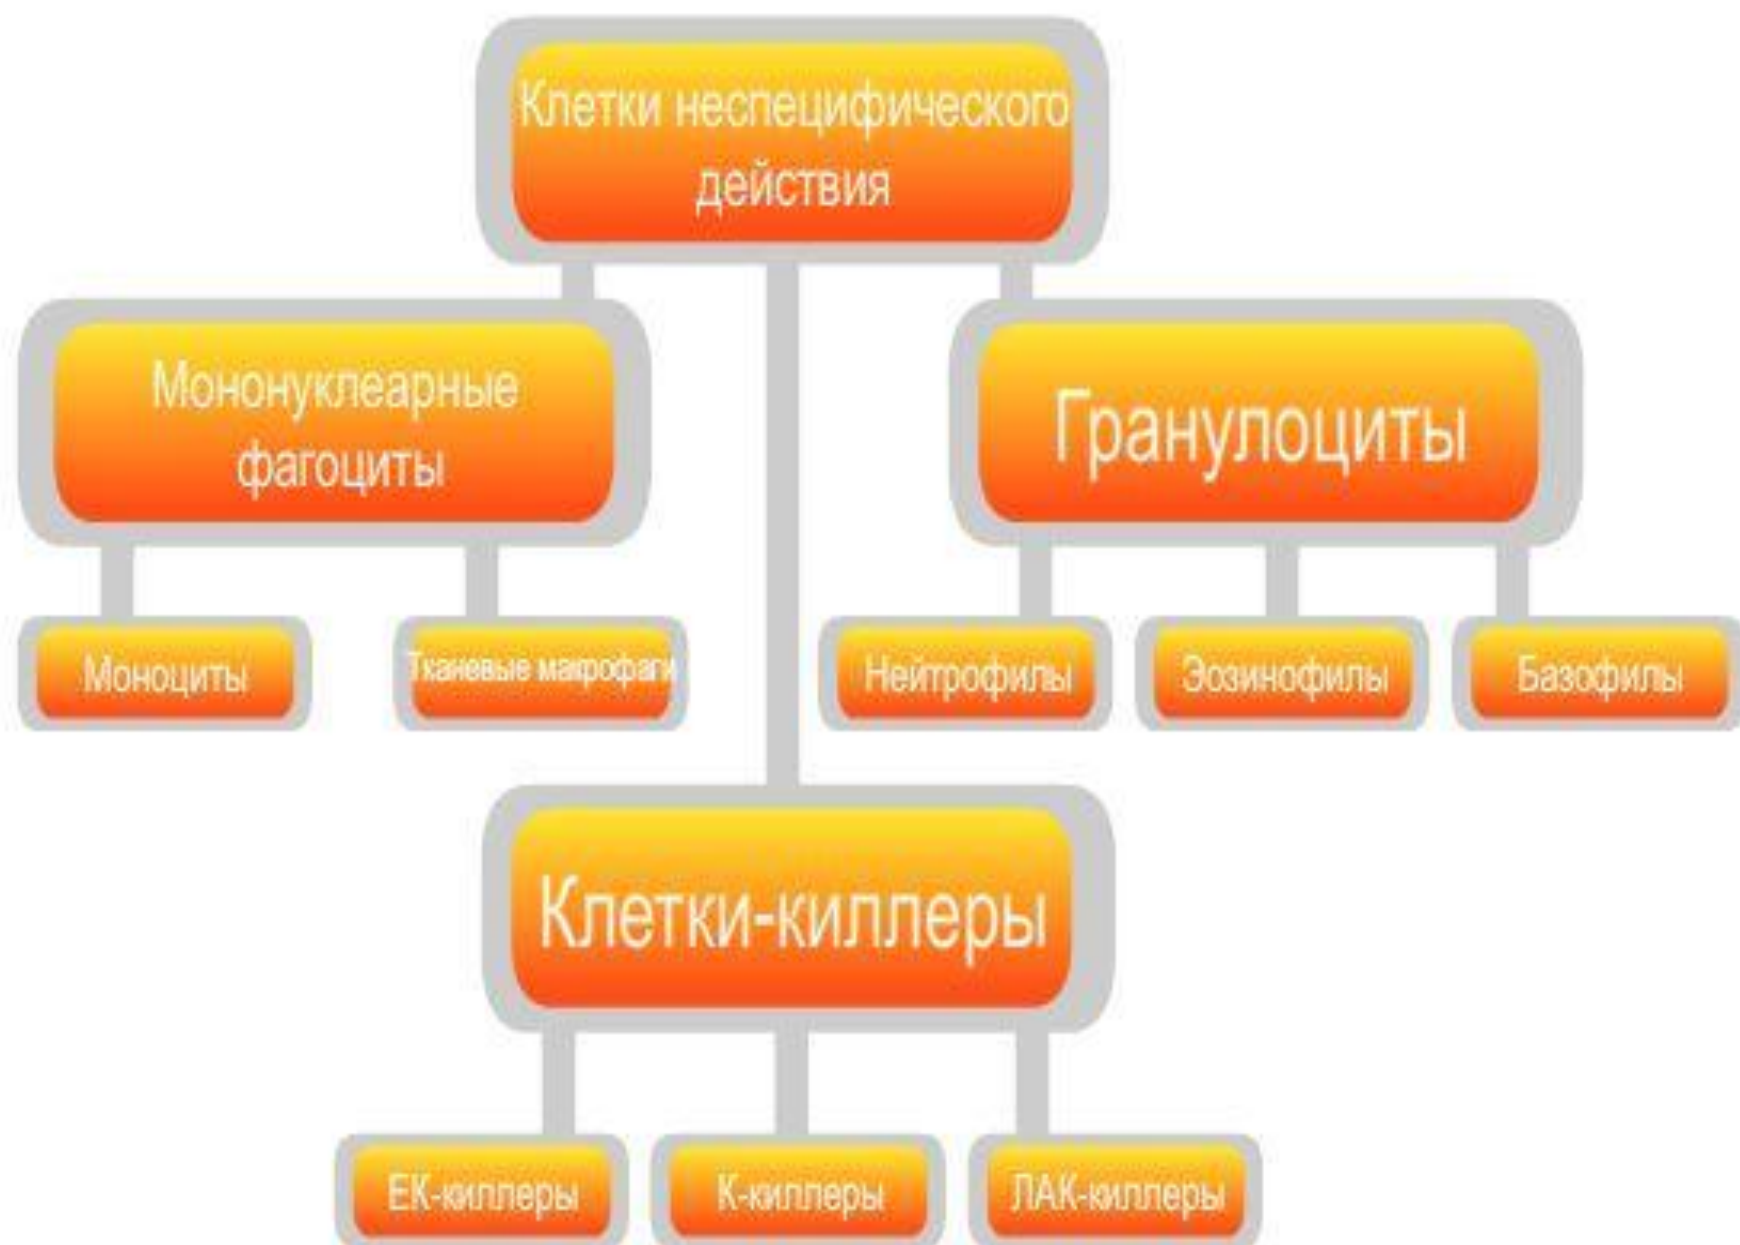 Клетки неспецифического
действия
Мононуклеарные
фагоциты
Гранулоциты
Моноциты
Тканевые макрофаги
Нейтрофилы
Эозинофилы
Базофилы
Клетки-киллеры
ЕК-киллеры
К-киллеры
ЛАК-киллеры